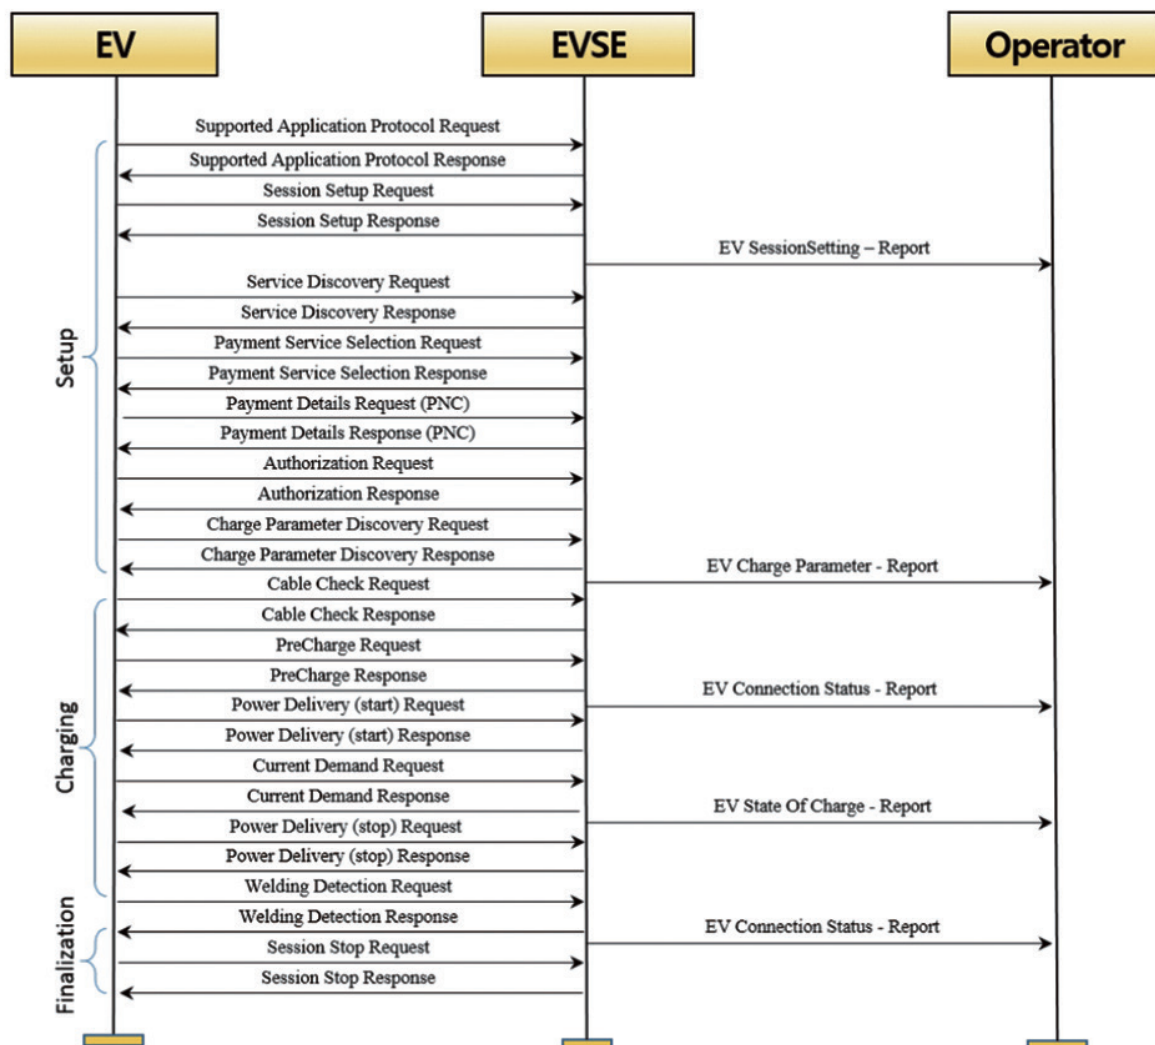 EV
EVSE
Operator
Supported Application Protocol Request
Supported Application Protocol Response
Session Setup Request
Session Setup Response
EV SessionSetting – Report
Service Discovery Request
Service Discovery Response
Setup
Payment Service Selection Request
Payment Service Selection Response
Payment Details Request (PNC)
Payment Details Response (PNC)
Authorization Request
Authorization Response
Charge Parameter Discovery Request
Charge Parameter Discovery Response
EV Charge Parameter - Report
Cable Check Request
Cable Check Response
PreCharge Request
PreCharge Response
EV Connection Status - Report
Power Delivery (start) Request
Power Delivery (start) Response
Charging
Current Demand Request
Current Demand Response
EV State Of Charge - Report
Power Delivery (stop) Request
Power Delivery (stop) Response
Welding Detection Request
Welding Detection Response
EV Connection Status - Report
Finalization
Session Stop Request
Session Stop Response